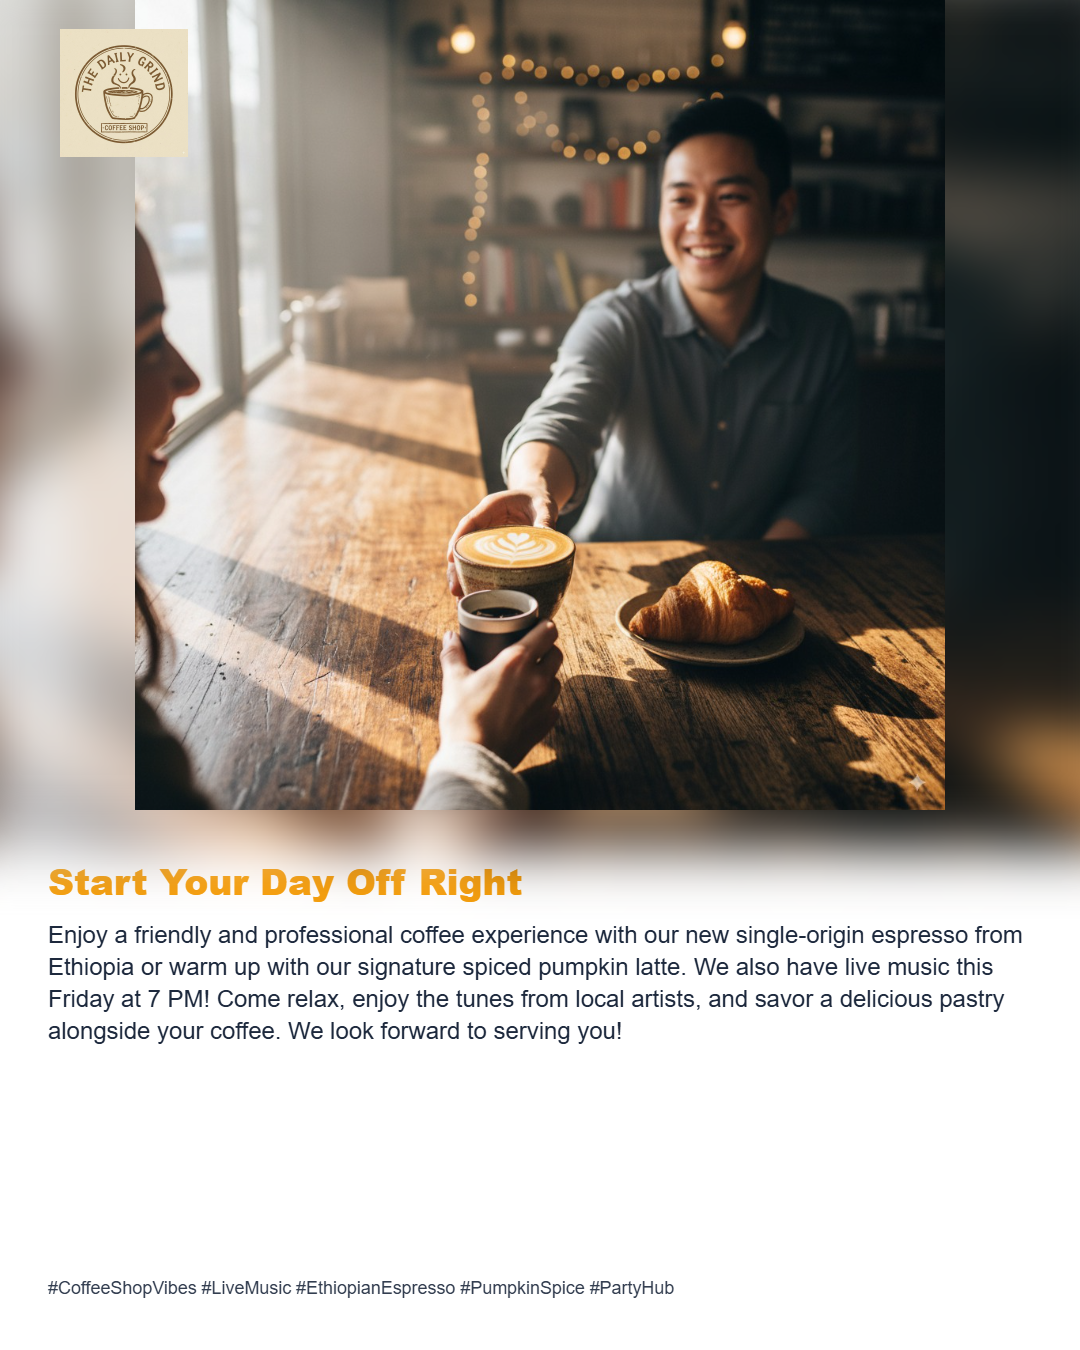 THE DAILY GRIND
·COFFEE SHOP·
Start Your Day Off Right
Enjoy a friendly and professional coffee experience with our new single-origin espresso from
Ethiopia or warm up with our signature spiced pumpkin latte. We also have live music this
Friday at 7 PM! Come relax, enjoy the tunes from local artists, and savor a delicious pastry
alongside your coffee. We look forward to serving you!
#CoffeeShopVibes #LiveMusic #EthiopianEspresso #PumpkinSpice #PartyHub